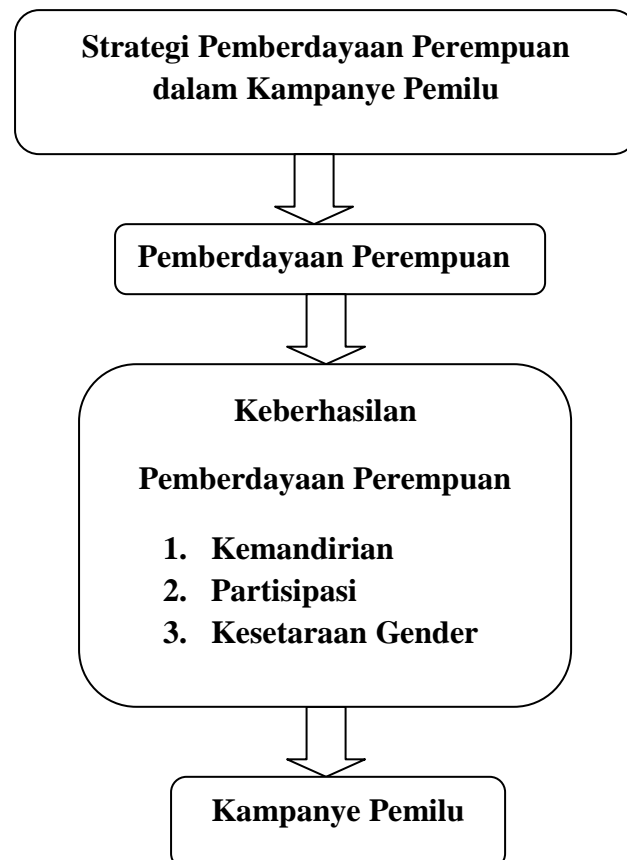 Strategi Pemberdayaan Perempuan
dalam Kampanye Pemilu
Pemberdayaan Perempuan
Keberhasilan
Pemberdayaan Perempuan
1. Kemandirian
2. Partisipasi
3. Kesetaraan Gender
Kampanye Pemilu